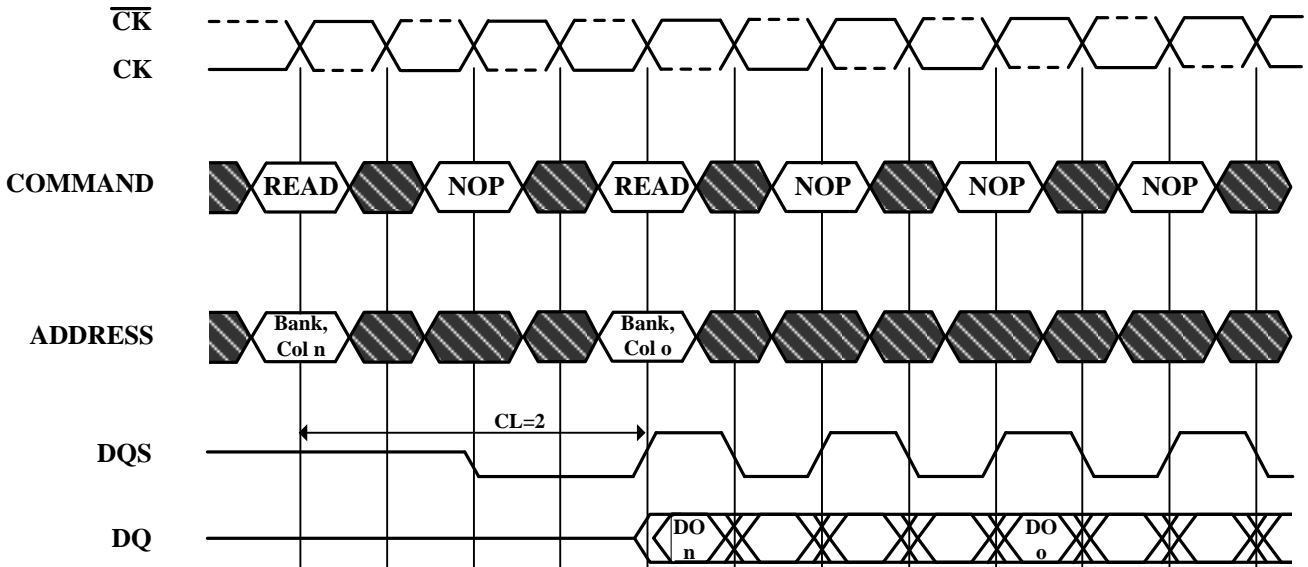 CK
CK
COMMAND
READ NOP READ NOP NOP NOP
ADDRESS
Bank,
Col n
Bank,
Col o
CL=2
DQS
DQ
DO
n
DO
o